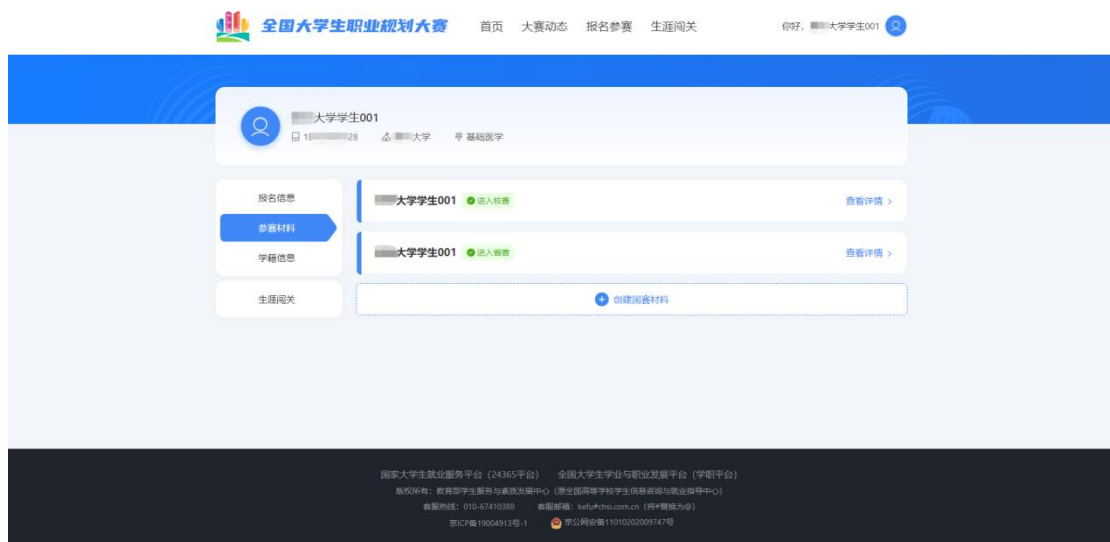 全国大学生职业规划大赛 首页 大赛动态 报名参赛 生涯闯关 你好，大学学生001
大学学生001
18 28 大学 基础医学
报名信息
参赛材料
学籍信息
生涯闯关
大学学生001 进入校赛 查看详情 >
大学学生001 进入省赛 查看详情 >
创建国赛材料
国家大学生就业服务平台（24365平台） 全国大学生学业与职业发展平台（学职平台）
版权所有：教育部学生服务与素质发展中心（原全国高等学校学生信息咨询与就业指导中心）
客服热线：010-67410388 客服邮箱：kefu#chsi.com.cn（将#替换为@）
京ICP备19004913号-1 京公网安备11010202009747号